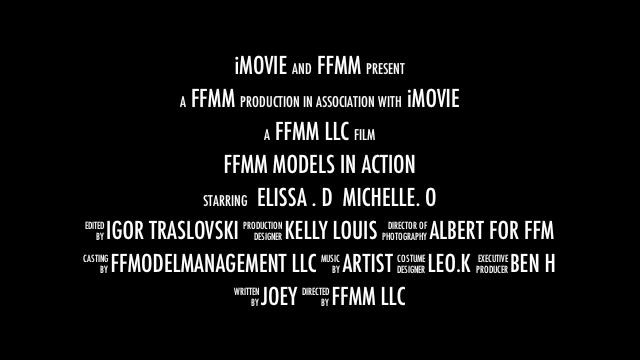 iMOVIE AND FFMM PRESENT
A FFMM PRODUCTION IN ASSOCIATION WITH iMOVIE
A FFMM LLC FILM
FFMM MODELS IN ACTION
STARRING ELISSA . D MICHELLE. O
EDITED BY IGOR TRASLOVSKI PRODUCTION DESIGNER KELLY LOUIS DIRECTOR OF PHOTOGRAPHY ALBERT FOR FFM
CASTING BY FFMODELMANAGEMENT LLC MUSIC BY ARTIST COSTUME DESIGNER LEO.K EXECUTIVE PRODUCER BEN H
WRITTEN BY JOEY DIRECTED BY FFMM LLC